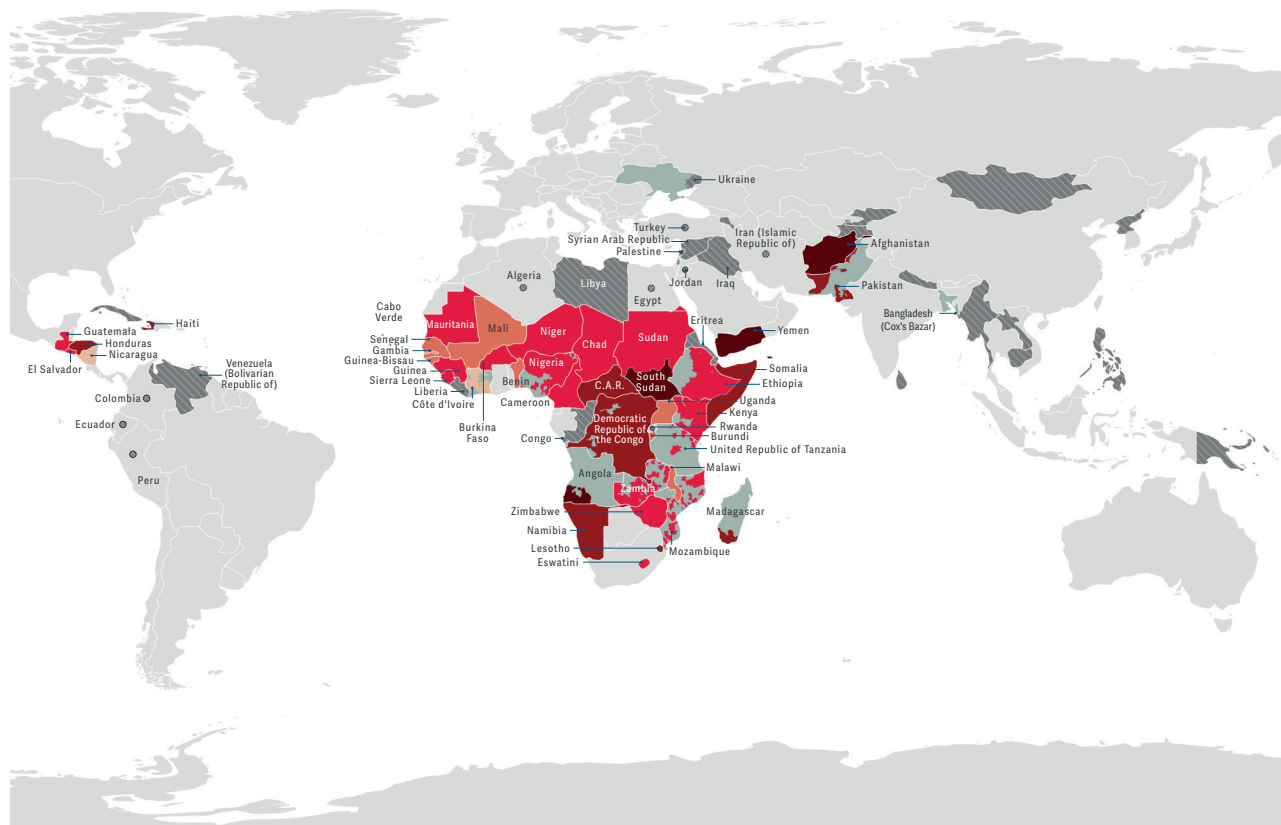 Ukraine
Turkey
Iran (Islamic
Republic of)
Syrian Arab Republic
Palestine
Afghanistan
Algeria
Libya
Egypt
Jordan
Iraq
Pakistan
Bangladesh
(Cox's Bazar)
Cabo
Verde
Mauritania
Mali
Niger
Chad
Sudan
Eritrea
Yemen
Haiti
Guatemala
Honduras
Nicaragua
El Salvador
Venezuela
(Bolivarian
Republic of)
Colombia
Ecuador
Peru
Senegal
Gambia
Guinea-Bissau
Guinea
Sierra Leone
Liberia
Côte d'Ivoire
Burkina
Faso
Benin
Nigeria
Cameroon
C.A.R.
South
Sudan
Somalia
Ethiopia
Uganda
Kenya
Rwanda
Burundi
United Republic of Tanzania
Democratic
Republic of
the Congo
Congo
Angola
Malawi
Zambia
Zimbabwe
Madagascar
Namibia
Lesotho
Mozambique
Eswatini